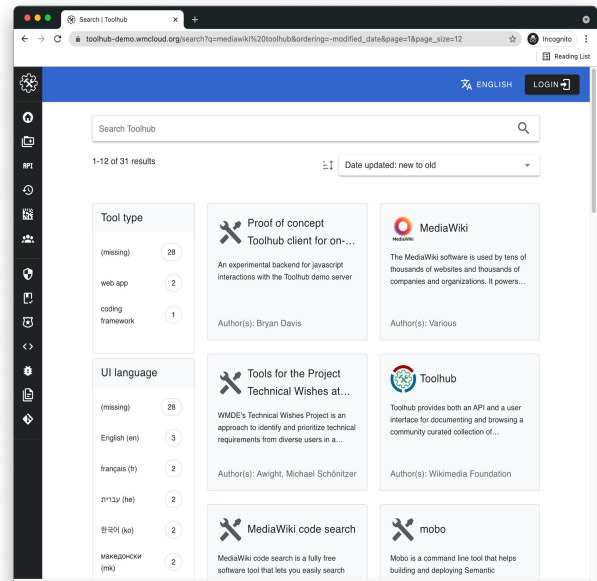 Search | Toolhub
toolhub-demo.wmcloud.org/search?q=mediawiki%20toolhub&ordering=-modified_date&page=1&page_size=12
Incognito
Reading List
ENGLISH
LOGIN
API
Search Toolhub
1-12 of 31 results
Date updated: new to old
Tool type
(missing) 28
web app 2
coding
framework 1
UI language
(missing) 28
English (en) 3
français (fr) 2
עברית (he) 2
한국어 (ko) 2
македонски
(mk) 2
Proof of concept
Toolhub client for on-...
An experimental backend for javascript
interactions with the Toolhub demo server
Author(s): Bryan Davis
MediaWiki
MediaWiki
The MediaWiki software is used by tens of
thousands of websites and thousands of
companies and organizations. It powers...
Author(s): Various
Tools for the Project
Technical Wishes at...
WMDE's Technical Wishes Project is an
approach to identify and prioritize technical
requirements from diverse users in a...
Author(s): Awight, Michael Schönitzer
Toolhub
Toolhub provides both an API and a user
interface for documenting and browsing a
community curated collection of...
Author(s): Wikimedia Foundation
MediaWiki code search
MediaWiki code search is a fully free
software tool that lets you easily search
mobo
Mobo is a command line tool that helps
building and deploying Semantic